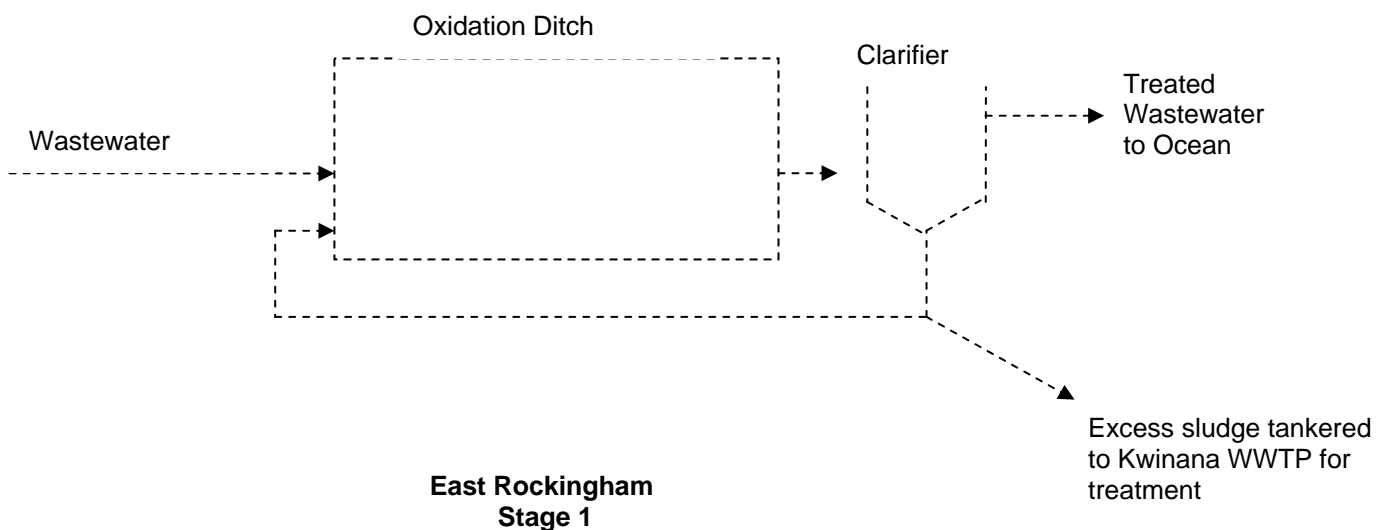 Oxidation Ditch
Clarifier
Treated
Wastewater
to Ocean
Wastewater
Excess sludge tankered
to Kwinana WWTP for
treatment
East Rockingham
Stage 1